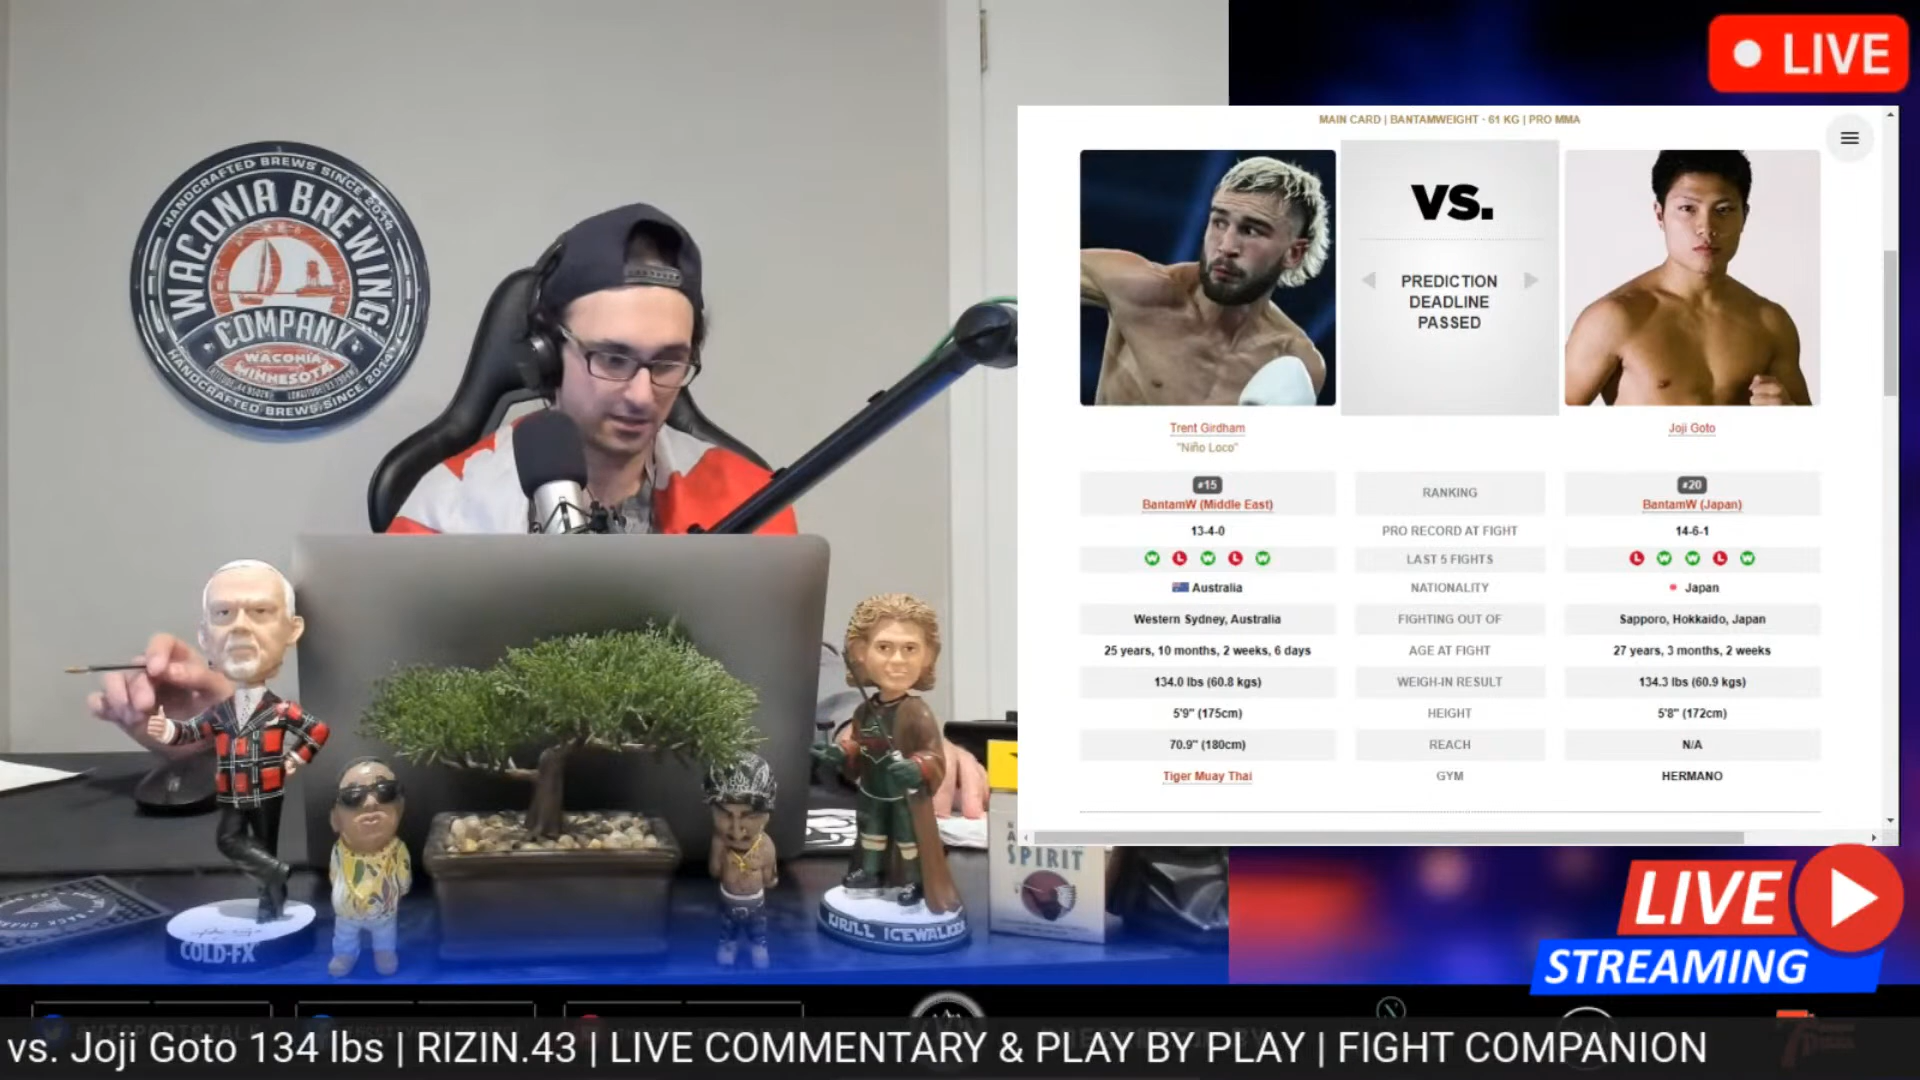 LIVE
MAIN CARD | BANTAMWEIGHT · 61 KG | PRO MMA
HANDCRAFTED BREWS SINCE 2014
WACONIA BREWING
COMPANY
WACONIA
MINNESOTA
HANDCRAFTED BREWS SINCE 2014
VS.
PREDICTION
DEADLINE
PASSED
Trent Girdham
"Niño Loco"
Joji Goto
#15
BantamW (Middle East)
RANKING
#20
BantamW (Japan)
13-4-0 PRO RECORD AT FIGHT 14-6-1
W L W L W LAST 5 FIGHTS L W W L W
Australia NATIONALITY Japan
Western Sydney, Australia FIGHTING OUT OF Sapporo, Hokkaido, Japan
25 years, 10 months, 2 weeks, 6 days AGE AT FIGHT 27 years, 3 months, 2 weeks
134.0 lbs (60.8 kgs) WEIGH-IN RESULT 134.3 lbs (60.9 kgs)
5'9" (175cm) HEIGHT 5'8" (172cm)
70.9" (180cm) REACH N/A
Tiger Muay Thai GYM HERMANO
SPIRIT
COLD-FX
KIRILL ICEWALKER
LIVE
STREAMING
vs. Joji Goto 134 lbs | RIZIN.43 | LIVE COMMENTARY & PLAY BY PLAY | FIGHT COMPANION